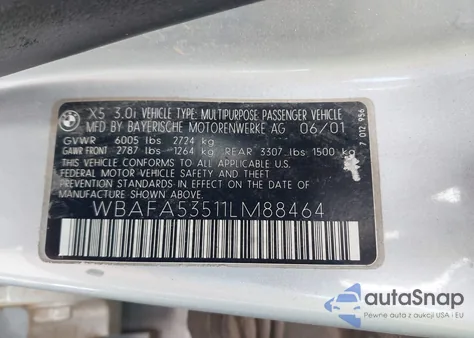 X5 3.0i VEHICLE TYPE: MULTIPURPOSE PASSENGER VEHICLE
MFD BY BAYERISCHE MOTORENWERKE AG 06/01
GVWR 6005 lbs 2724 kg
GAWR FRONT 2787 lbs 1264 kg REAR 3307 lbs 1500 kg
THIS VEHICLE CONFORMS TO ALL APPLICABLE U.S.
FEDERAL MOTOR VEHICLE SAFETY STANDARDS IN
EFFECT ON THE DATE OF MANUFACTURE
SHOWN ABOVE.
WBAFA53511LM88464
7 012 956
autoSnap
Pewne auta z aukcji USA i EU